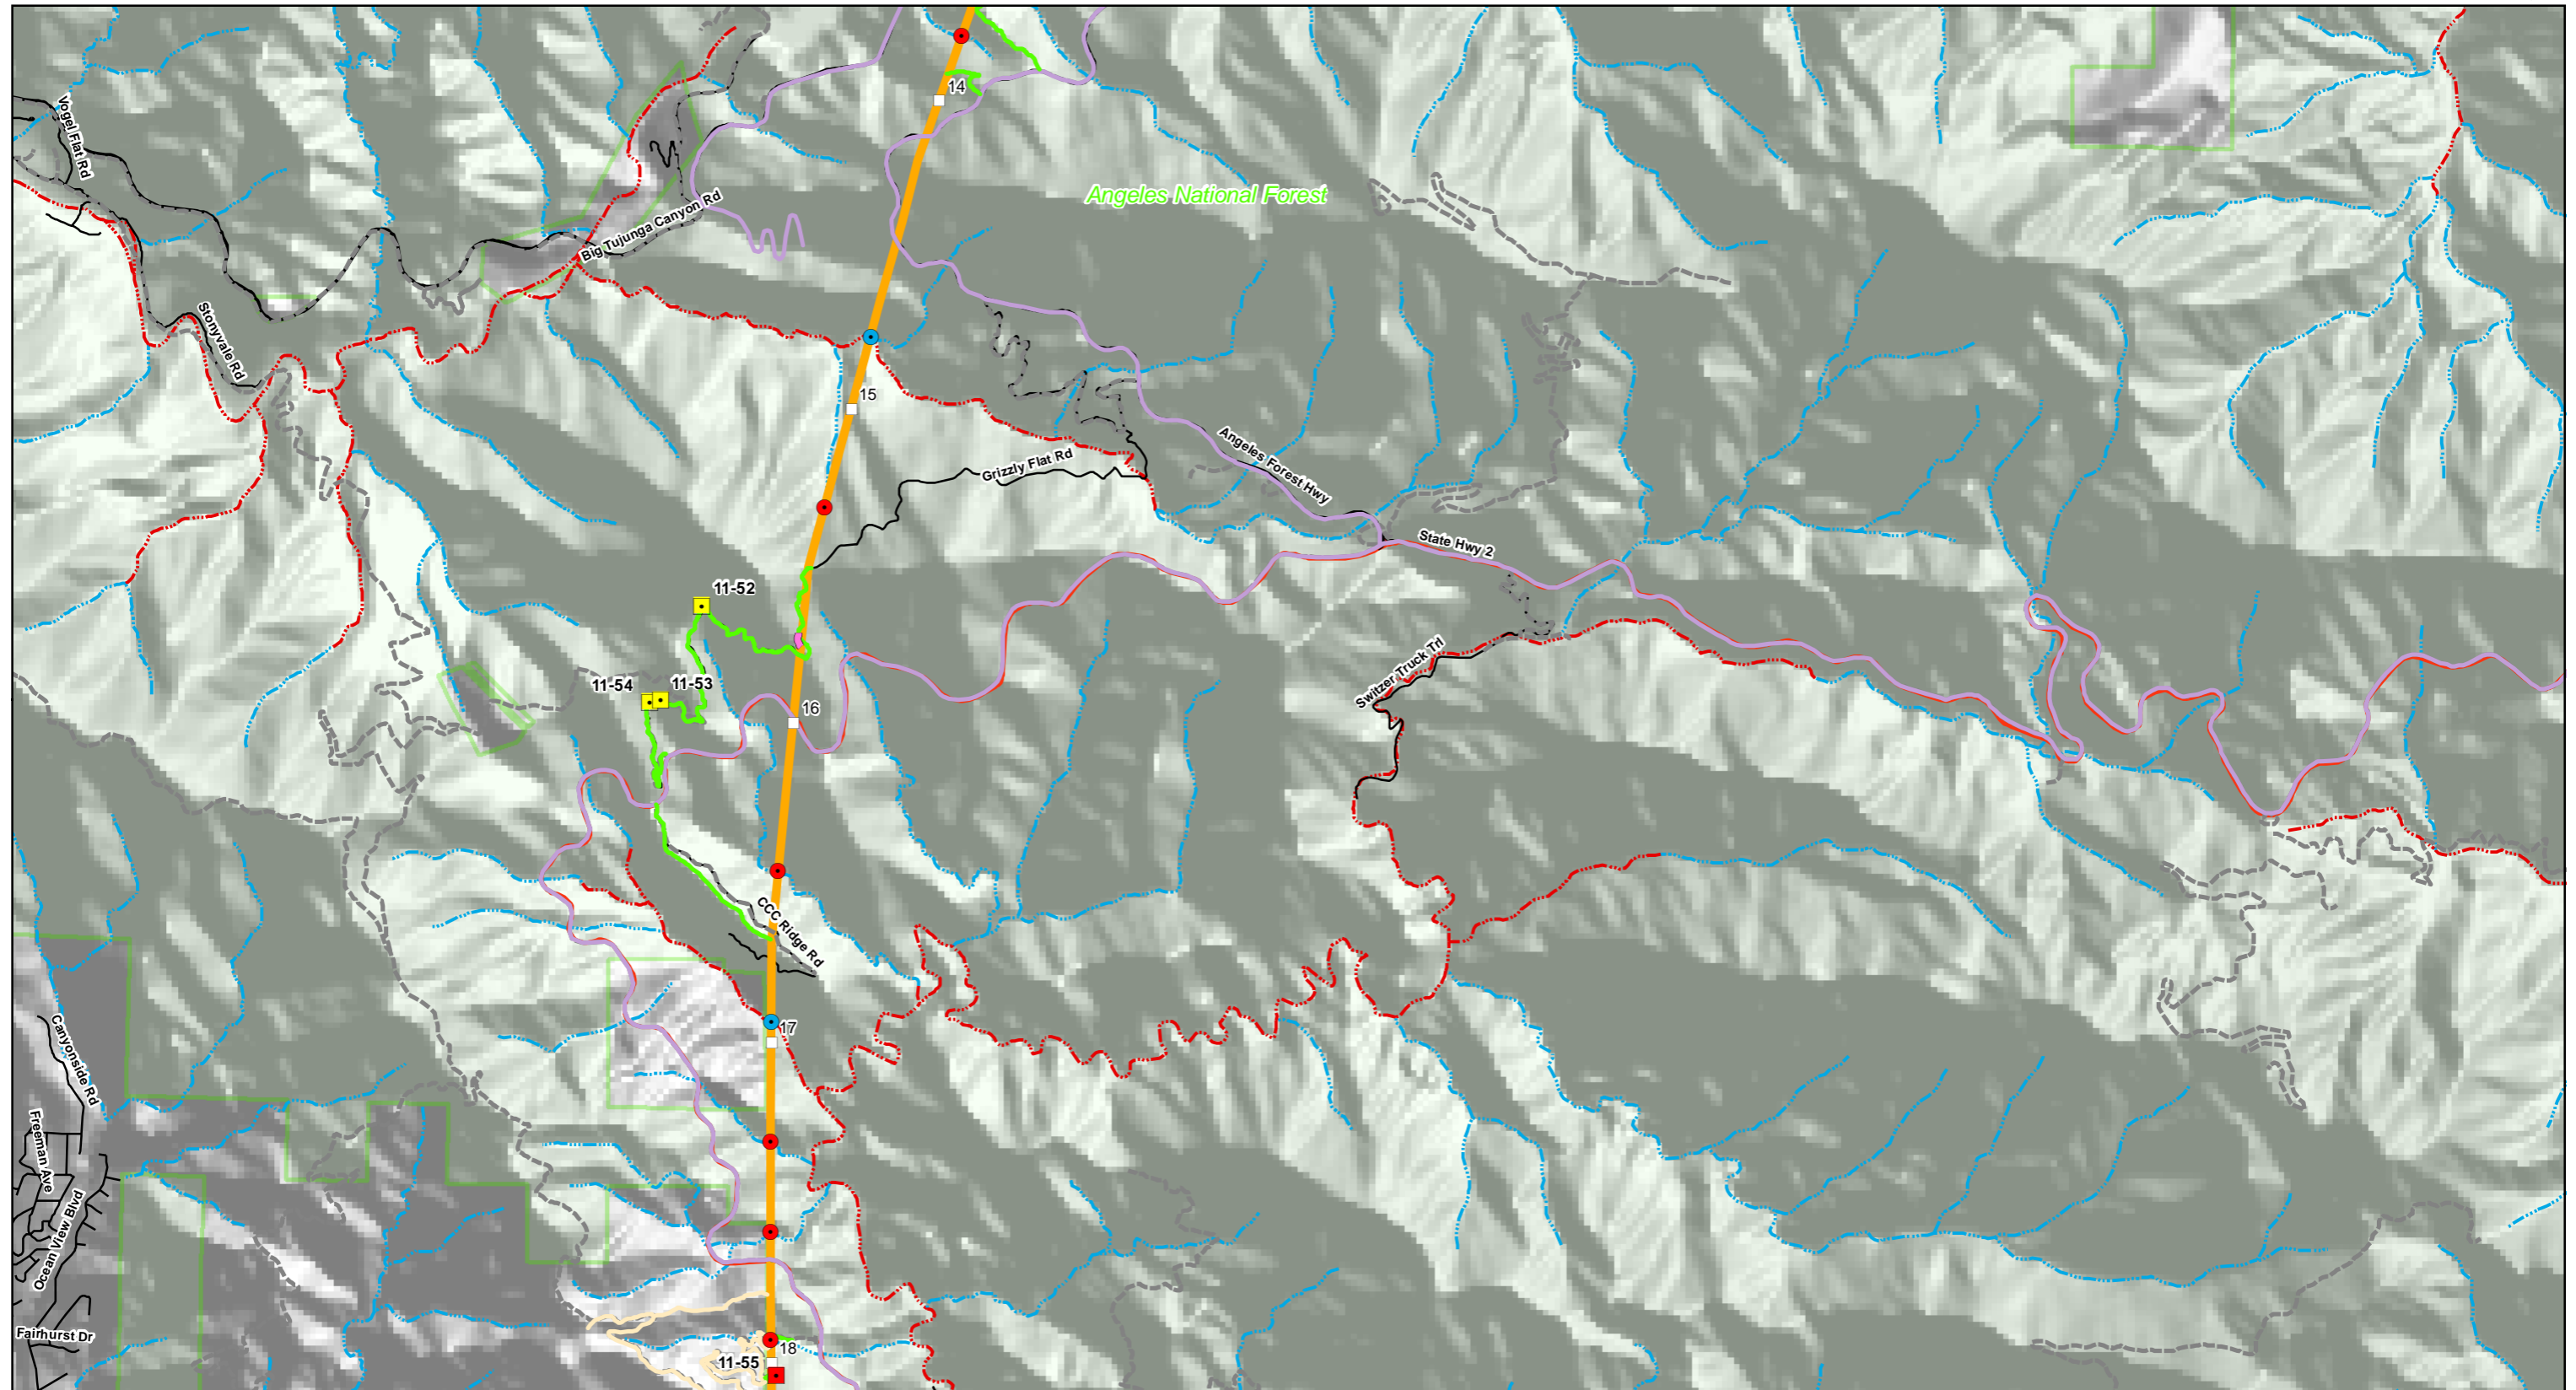 14
Vogel Flat Rd
Angeles National Forest
Big Tujunga Canyon Rd
Stonyvale Rd
15
Angeles Forest Hwy
Grizzly Flat Rd
State Hwy 2
11-52
Switzer Truck Trl
11-54
11-53
16
CCC Ridge Rd
17
Canyonside Rd
Freeman Ave
Ocean View Blvd
Fairhurst Dr
18
11-55